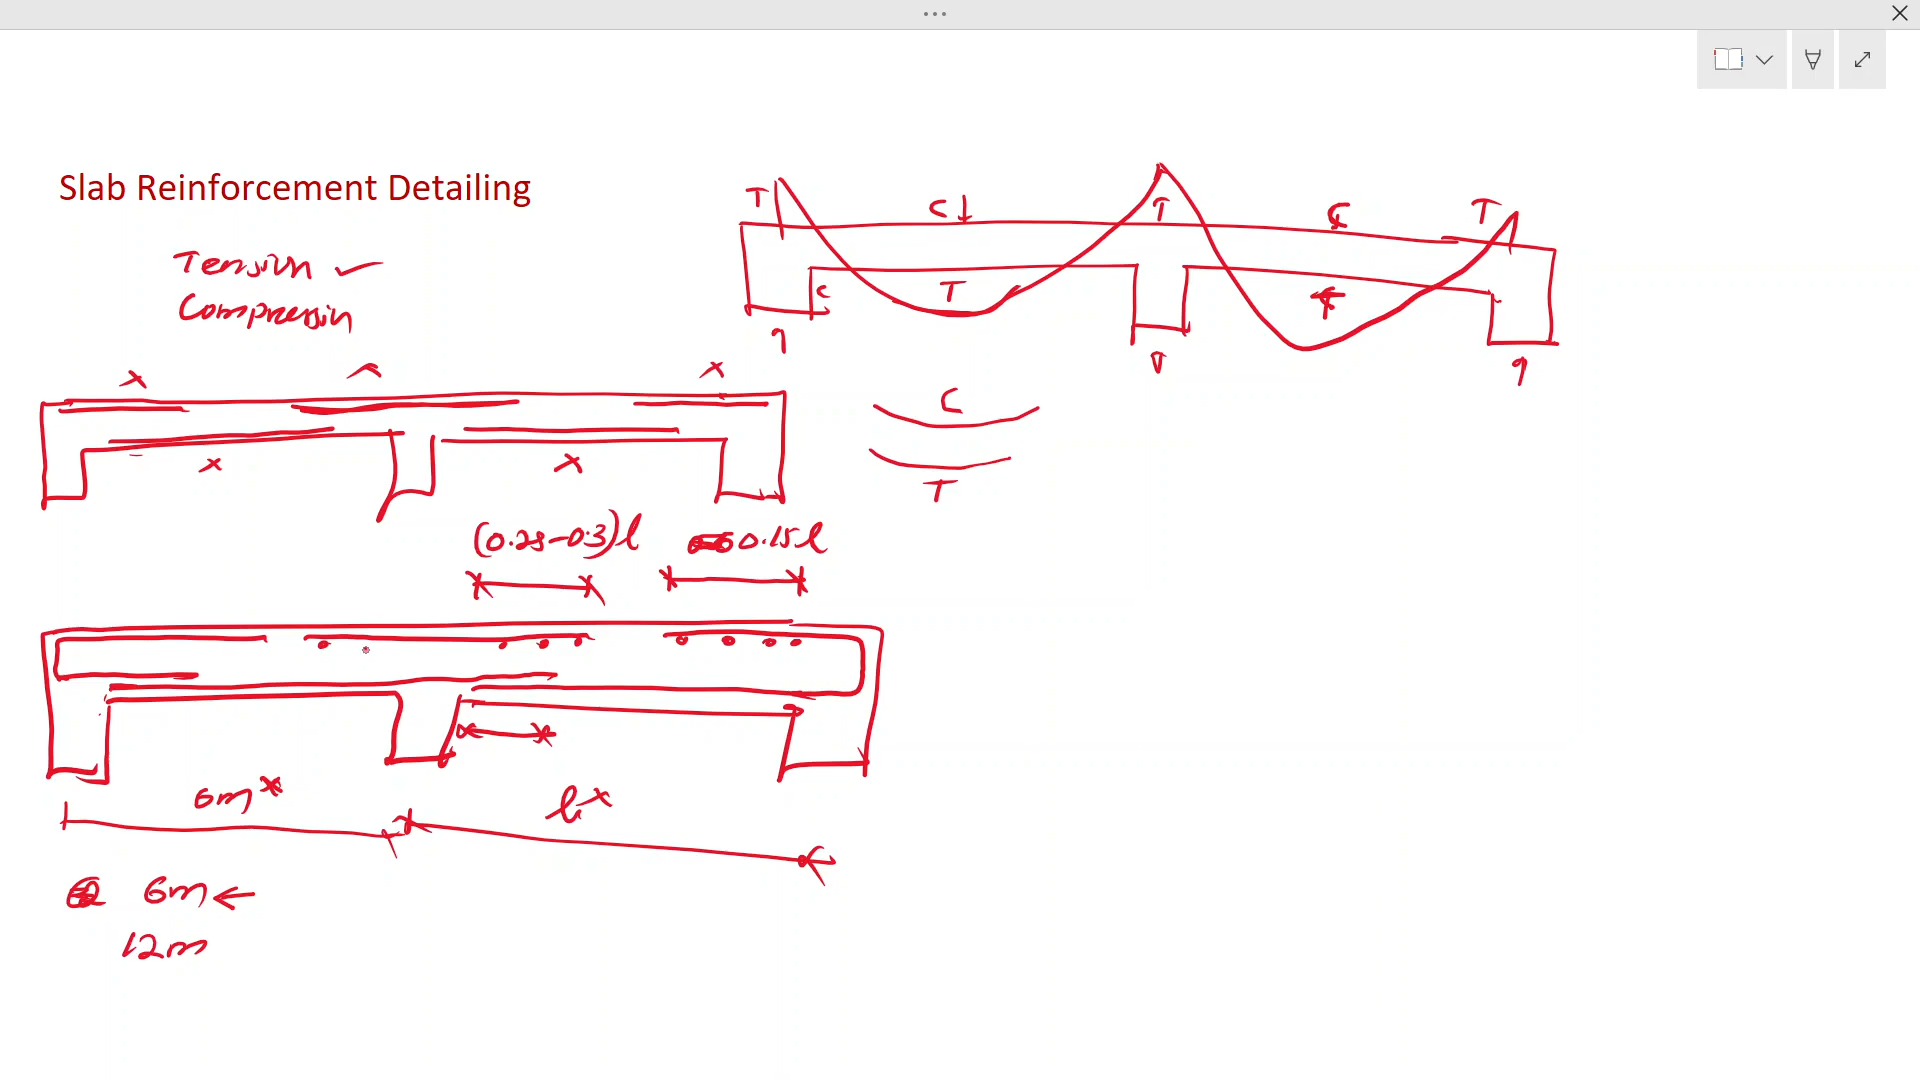 Slab Reinforcement Detailing
Tension ✓
Compression
T C↓ T C T
C T T
x x x
x x
C
T
(0.25-0.3)l 0.15l
6m* l x
6m ←
12m